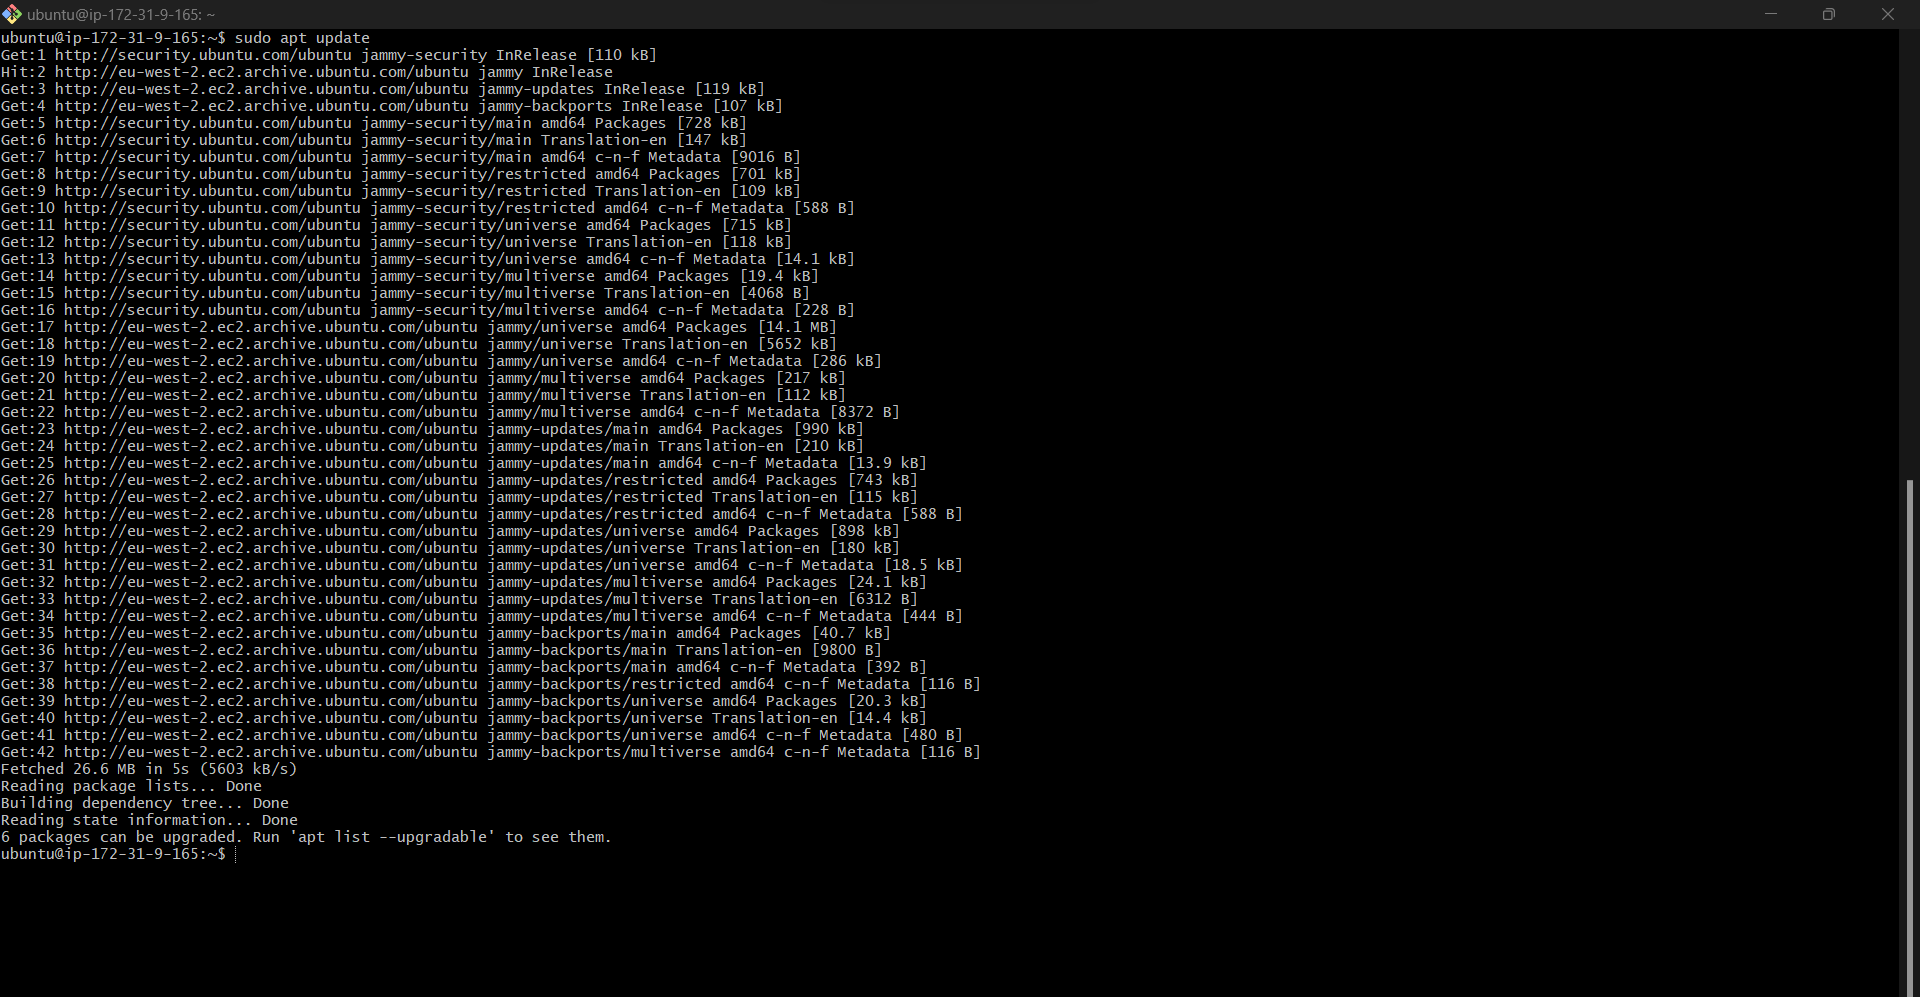 ubuntu@ip-172-31-9-165: ~
ubuntu@ip-172-31-9-165:~$ sudo apt update
Get:1 http://security.ubuntu.com/ubuntu jammy-security InRelease [110 kB]
Hit:2 http://eu-west-2.ec2.archive.ubuntu.com/ubuntu jammy InRelease
Get:3 http://eu-west-2.ec2.archive.ubuntu.com/ubuntu jammy-updates InRelease [119 kB]
Get:4 http://eu-west-2.ec2.archive.ubuntu.com/ubuntu jammy-backports InRelease [107 kB]
Get:5 http://security.ubuntu.com/ubuntu jammy-security/main amd64 Packages [728 kB]
Get:6 http://security.ubuntu.com/ubuntu jammy-security/main Translation-en [147 kB]
Get:7 http://security.ubuntu.com/ubuntu jammy-security/main amd64 c-n-f Metadata [9016 B]
Get:8 http://security.ubuntu.com/ubuntu jammy-security/restricted amd64 Packages [701 kB]
Get:9 http://security.ubuntu.com/ubuntu jammy-security/restricted Translation-en [109 kB]
Get:10 http://security.ubuntu.com/ubuntu jammy-security/restricted amd64 c-n-f Metadata [588 B]
Get:11 http://security.ubuntu.com/ubuntu jammy-security/universe amd64 Packages [715 kB]
Get:12 http://security.ubuntu.com/ubuntu jammy-security/universe Translation-en [118 kB]
Get:13 http://security.ubuntu.com/ubuntu jammy-security/universe amd64 c-n-f Metadata [14.1 kB]
Get:14 http://security.ubuntu.com/ubuntu jammy-security/multiverse amd64 Packages [19.4 kB]
Get:15 http://security.ubuntu.com/ubuntu jammy-security/multiverse Translation-en [4068 B]
Get:16 http://security.ubuntu.com/ubuntu jammy-security/multiverse amd64 c-n-f Metadata [228 B]
Get:17 http://eu-west-2.ec2.archive.ubuntu.com/ubuntu jammy/universe amd64 Packages [14.1 MB]
Get:18 http://eu-west-2.ec2.archive.ubuntu.com/ubuntu jammy/universe Translation-en [5652 kB]
Get:19 http://eu-west-2.ec2.archive.ubuntu.com/ubuntu jammy/universe amd64 c-n-f Metadata [286 kB]
Get:20 http://eu-west-2.ec2.archive.ubuntu.com/ubuntu jammy/multiverse amd64 Packages [217 kB]
Get:21 http://eu-west-2.ec2.archive.ubuntu.com/ubuntu jammy/multiverse Translation-en [112 kB]
Get:22 http://eu-west-2.ec2.archive.ubuntu.com/ubuntu jammy/multiverse amd64 c-n-f Metadata [8372 B]
Get:23 http://eu-west-2.ec2.archive.ubuntu.com/ubuntu jammy-updates/main amd64 Packages [990 kB]
Get:24 http://eu-west-2.ec2.archive.ubuntu.com/ubuntu jammy-updates/main Translation-en [210 kB]
Get:25 http://eu-west-2.ec2.archive.ubuntu.com/ubuntu jammy-updates/main amd64 c-n-f Metadata [13.9 kB]
Get:26 http://eu-west-2.ec2.archive.ubuntu.com/ubuntu jammy-updates/restricted amd64 Packages [743 kB]
Get:27 http://eu-west-2.ec2.archive.ubuntu.com/ubuntu jammy-updates/restricted Translation-en [115 kB]
Get:28 http://eu-west-2.ec2.archive.ubuntu.com/ubuntu jammy-updates/restricted amd64 c-n-f Metadata [588 B]
Get:29 http://eu-west-2.ec2.archive.ubuntu.com/ubuntu jammy-updates/universe amd64 Packages [898 kB]
Get:30 http://eu-west-2.ec2.archive.ubuntu.com/ubuntu jammy-updates/universe Translation-en [180 kB]
Get:31 http://eu-west-2.ec2.archive.ubuntu.com/ubuntu jammy-updates/universe amd64 c-n-f Metadata [18.5 kB]
Get:32 http://eu-west-2.ec2.archive.ubuntu.com/ubuntu jammy-updates/multiverse amd64 Packages [24.1 kB]
Get:33 http://eu-west-2.ec2.archive.ubuntu.com/ubuntu jammy-updates/multiverse Translation-en [6312 B]
Get:34 http://eu-west-2.ec2.archive.ubuntu.com/ubuntu jammy-updates/multiverse amd64 c-n-f Metadata [444 B]
Get:35 http://eu-west-2.ec2.archive.ubuntu.com/ubuntu jammy-backports/main amd64 Packages [40.7 kB]
Get:36 http://eu-west-2.ec2.archive.ubuntu.com/ubuntu jammy-backports/main Translation-en [9800 B]
Get:37 http://eu-west-2.ec2.archive.ubuntu.com/ubuntu jammy-backports/main amd64 c-n-f Metadata [392 B]
Get:38 http://eu-west-2.ec2.archive.ubuntu.com/ubuntu jammy-backports/restricted amd64 c-n-f Metadata [116 B]
Get:39 http://eu-west-2.ec2.archive.ubuntu.com/ubuntu jammy-backports/universe amd64 Packages [20.3 kB]
Get:40 http://eu-west-2.ec2.archive.ubuntu.com/ubuntu jammy-backports/universe Translation-en [14.4 kB]
Get:41 http://eu-west-2.ec2.archive.ubuntu.com/ubuntu jammy-backports/universe amd64 c-n-f Metadata [480 B]
Get:42 http://eu-west-2.ec2.archive.ubuntu.com/ubuntu jammy-backports/multiverse amd64 c-n-f Metadata [116 B]
Fetched 26.6 MB in 5s (5603 kB/s)
Reading package lists... Done
Building dependency tree... Done
Reading state information... Done
6 packages can be upgraded. Run 'apt list --upgradable' to see them.
ubuntu@ip-172-31-9-165:~$